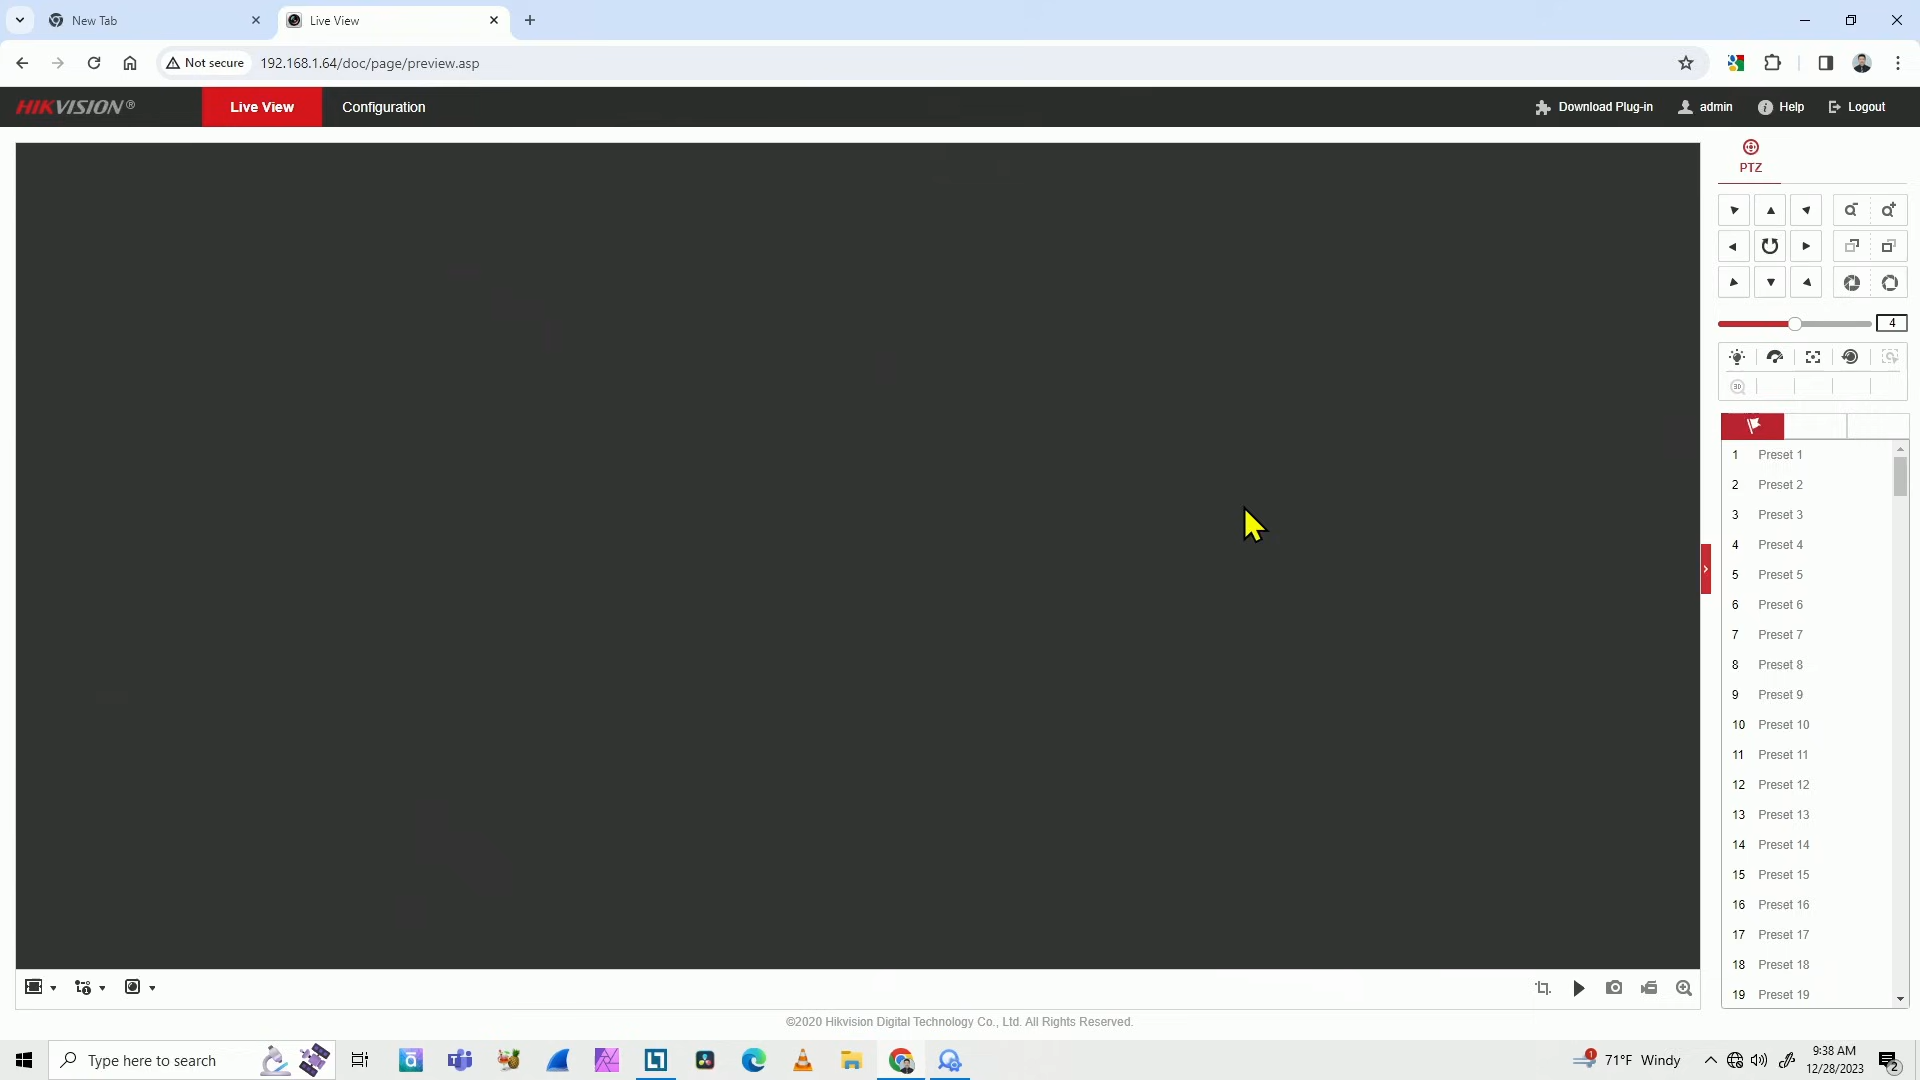 New Tab
Live View
Not secure
192.168.1.64/doc/page/preview.asp
HIKVISION®
Live View
Configuration
Download Plug-in
admin
Help
Logout
PTZ
4
3D
1 Preset 1
2 Preset 2
3 Preset 3
4 Preset 4
5 Preset 5
6 Preset 6
7 Preset 7
8 Preset 8
9 Preset 9
10 Preset 10
11 Preset 11
12 Preset 12
13 Preset 13
14 Preset 14
15 Preset 15
16 Preset 16
17 Preset 17
18 Preset 18
19 Preset 19
©2020 Hikvision Digital Technology Co., Ltd. All Rights Reserved.
Type here to search
1
71°F Windy
9:38 AM
12/28/2023
2